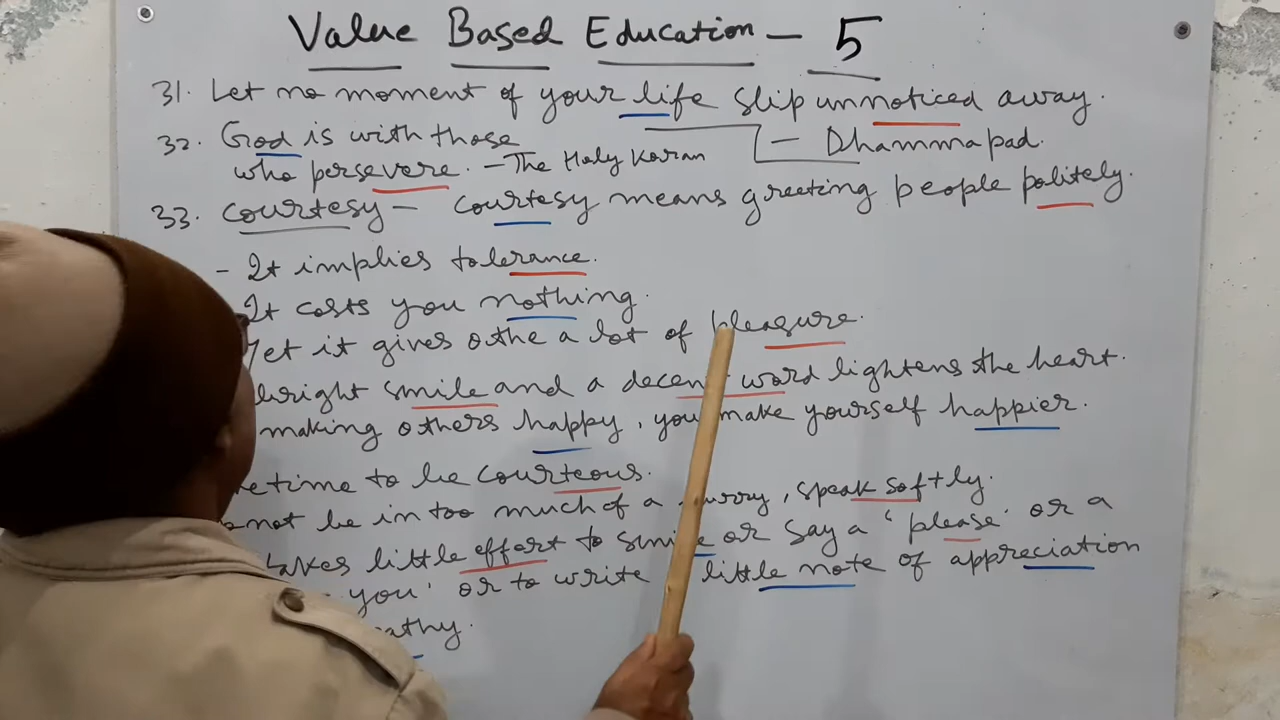 Value Based Education — 5
31. Let no moment of your life slip unnoticed away.
— Dhammapad.
32. God is with those
who persevere. — The Holy Koran
33. courtesy — courtesy means greeting people politely.
- It implies tolerance.
It costs you nothing.
Yet it gives othe a lot of pleasure.
bright smile and a decent word lightens the heart.
making others happy, you make yourself happier.
time to be courteous.
not be in too much of a hurry, speak softly.
takes little effort to smile or say a 'please' or a
you' or to write little note of appreciation